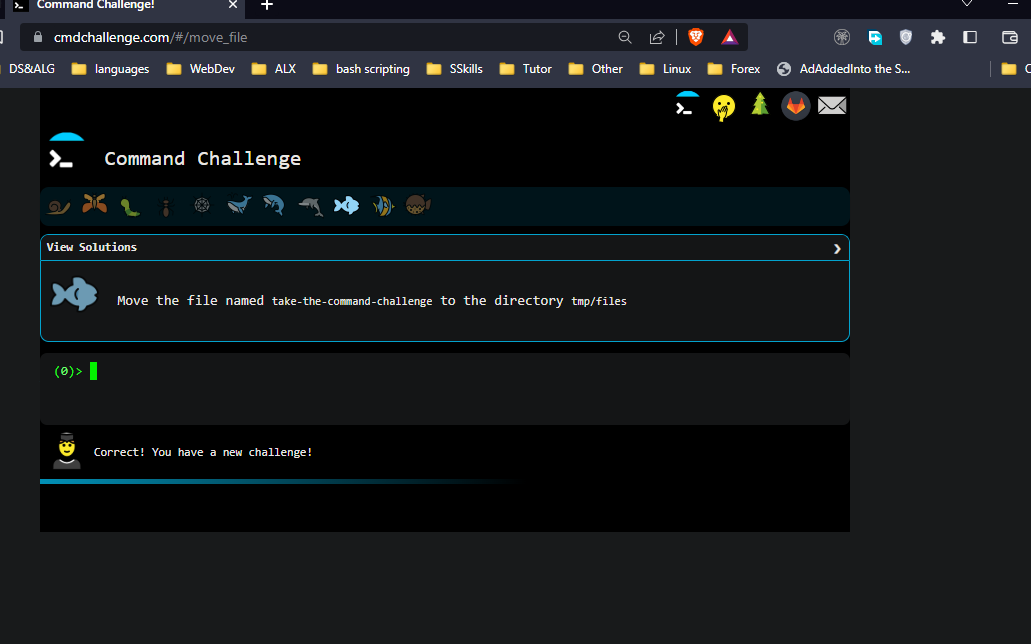 Command Challenge!
cmdchallenge.com/#/move_file
DS&ALG languages WebDev ALX bash scripting SSkills Tutor Other Linux Forex AdAddedInto the S...
Command Challenge
View Solutions
Move the file named take-the-command-challenge to the directory tmp/files
(0)>
Correct! You have a new challenge!